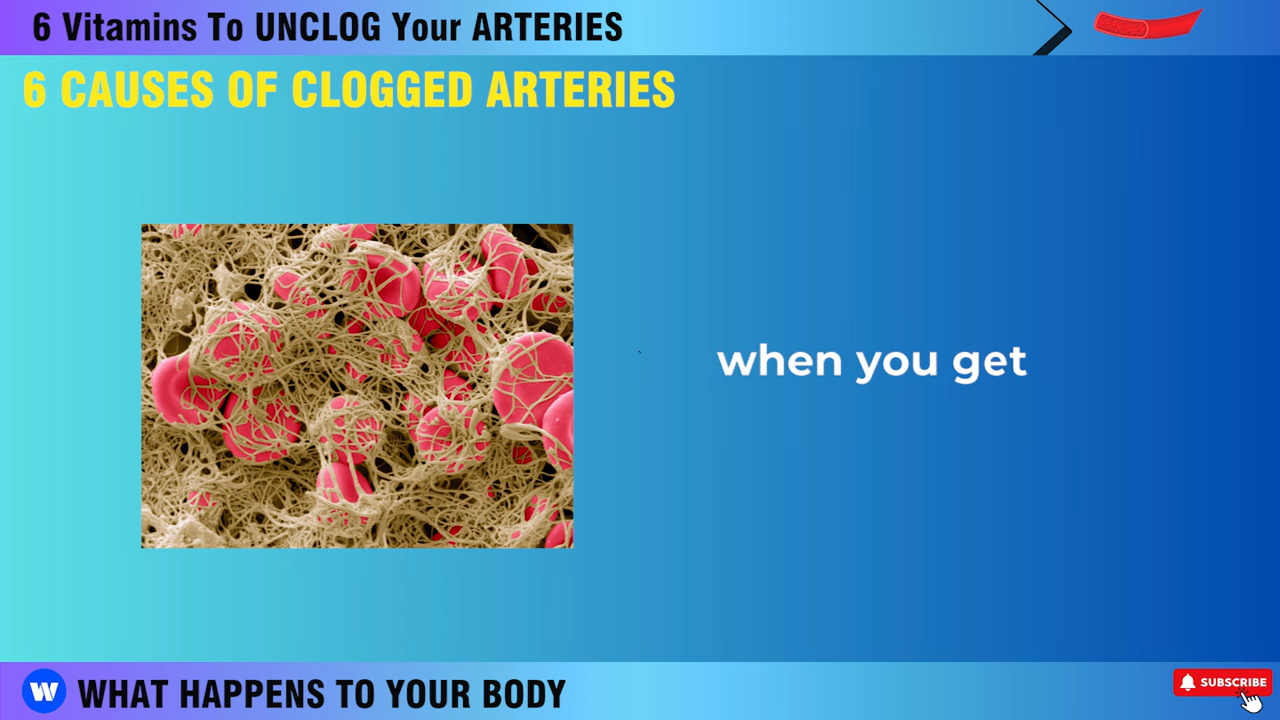 6 Vitamins To UNCLOG Your ARTERIES
6 CAUSES OF CLOGGED ARTERIES
when you get
W WHAT HAPPENS TO YOUR BODY
SUBSCRIBE